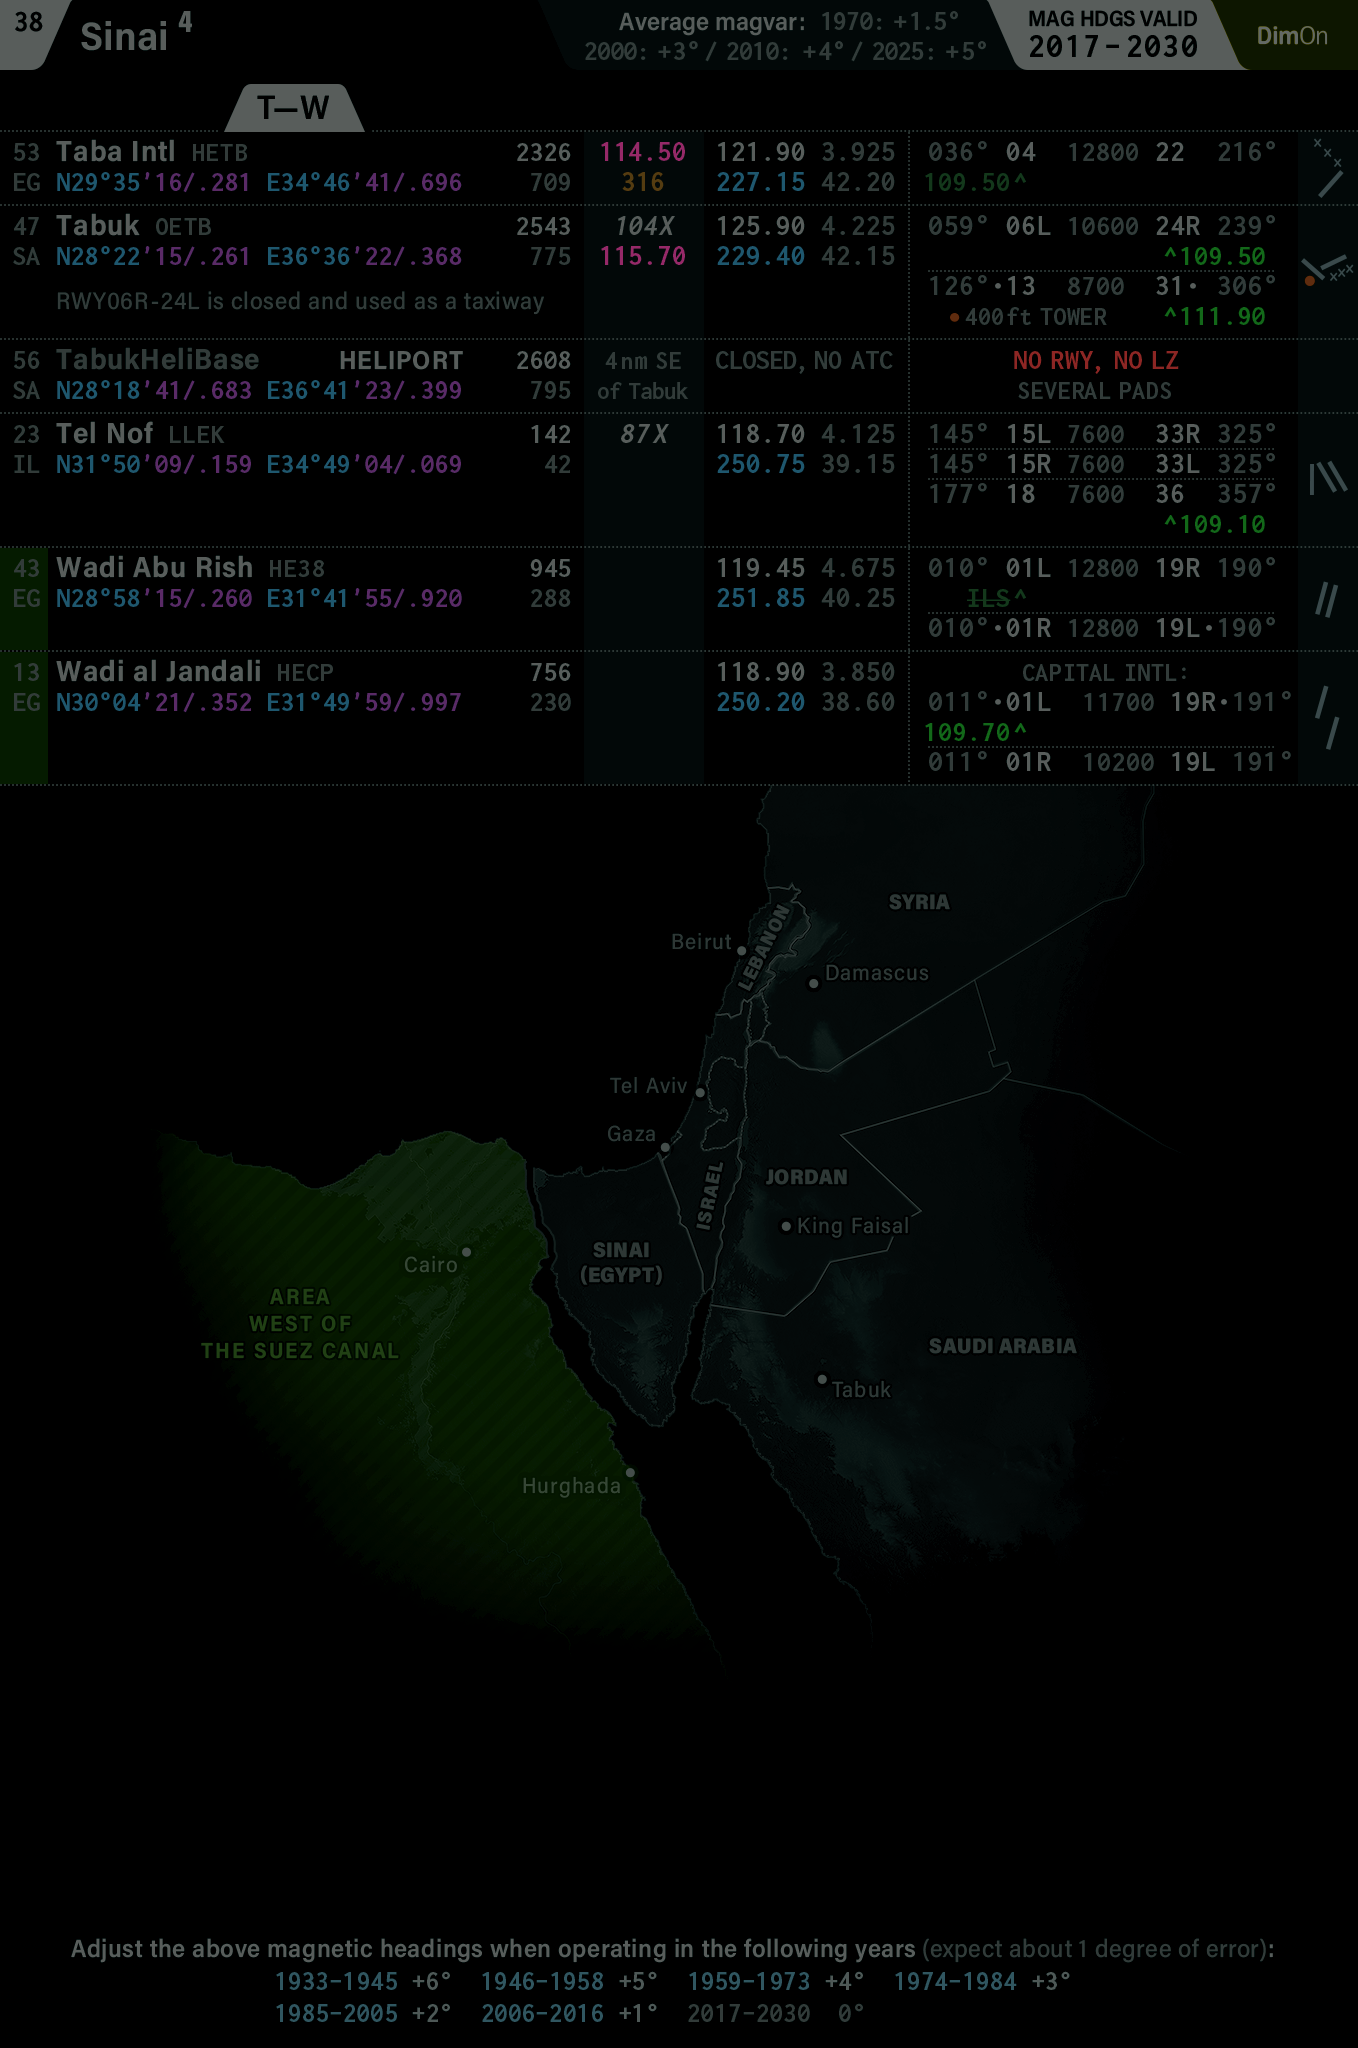 38 Sinai 4 Average magvar: 1970: +1.5° MAG HDGS VALID DimOn
2000: +3° / 2010: +4° / 2025: +5° 2017-2030
T—W
53 Taba Intl HETB 2326 114.50 121.90 3.925 036° 04 12800 22 216°
EG N29°35'16/.281 E34°46'41/.696 709 316 227.15 42.20 109.50^
47 Tabuk OETB 2543 104X 125.90 4.225 059° 06L 10600 24R 239°
SA N28°22'15/.261 E36°36'22/.368 775 115.70 229.40 42.15 ^109.50
126°·13 8700 31· 306°
RWY06R-24L is closed and used as a taxiway
400ft TOWER ^111.90
56 TabukHeliBase HELIPORT 2608 4nm SE CLOSED, NO ATC NO RWY, NO LZ
SA N28°18'41/.683 E36°41'23/.399 795 of Tabuk SEVERAL PADS
23 Tel Nof LLEK 142 87X 118.70 4.125 145° 15L 7600 33R 325°
IL N31°50'09/.159 E34°49'04/.069 42 250.75 39.15 145° 15R 7600 33L 325°
177° 18 7600 36 357°
^109.10
43 Wadi Abu Rish HE38 945 119.45 4.675 010° 01L 12800 19R 190°
EG N28°58'15/.260 E31°41'55/.920 288 251.85 40.25 ILS^
010°·01R 12800 19L·190°
13 Wadi al Jandali HECP 756 118.90 3.850 CAPITAL INTL:
EG N30°04'21/.352 E31°49'59/.997 230 250.20 38.60 011°·01L 11700 19R·191°
109.70^
011° 01R 10200 19L 191°
SYRIA
Beirut
LEBANON
Damascus
Tel Aviv
Gaza
JORDAN
ISRAEL
King Faisal
SINAI
(EGYPT)
Cairo
AREA
WEST OF
THE SUEZ CANAL
SAUDI ARABIA
Tabuk
Hurghada
Adjust the above magnetic headings when operating in the following years (expect about 1 degree of error):
1933-1945 +6° 1946-1958 +5° 1959-1973 +4° 1974-1984 +3°
1985-2005 +2° 2006-2016 +1° 2017-2030 0°